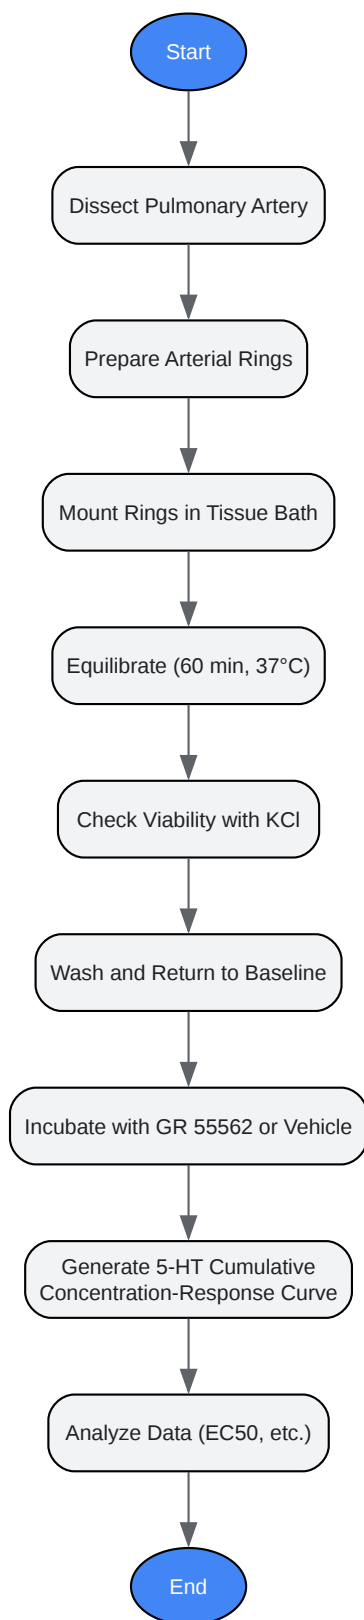 Start
Dissect Pulmonary Artery
Prepare Arterial Rings
Mount Rings in Tissue Bath
Equilibrate (60 min, 37°C)
Check Viability with KCl
Wash and Return to Baseline
Incubate with GR 55562 or Vehicle
Generate 5-HT Cumulative
Concentration-Response Curve
Analyze Data (EC50, etc.)
End